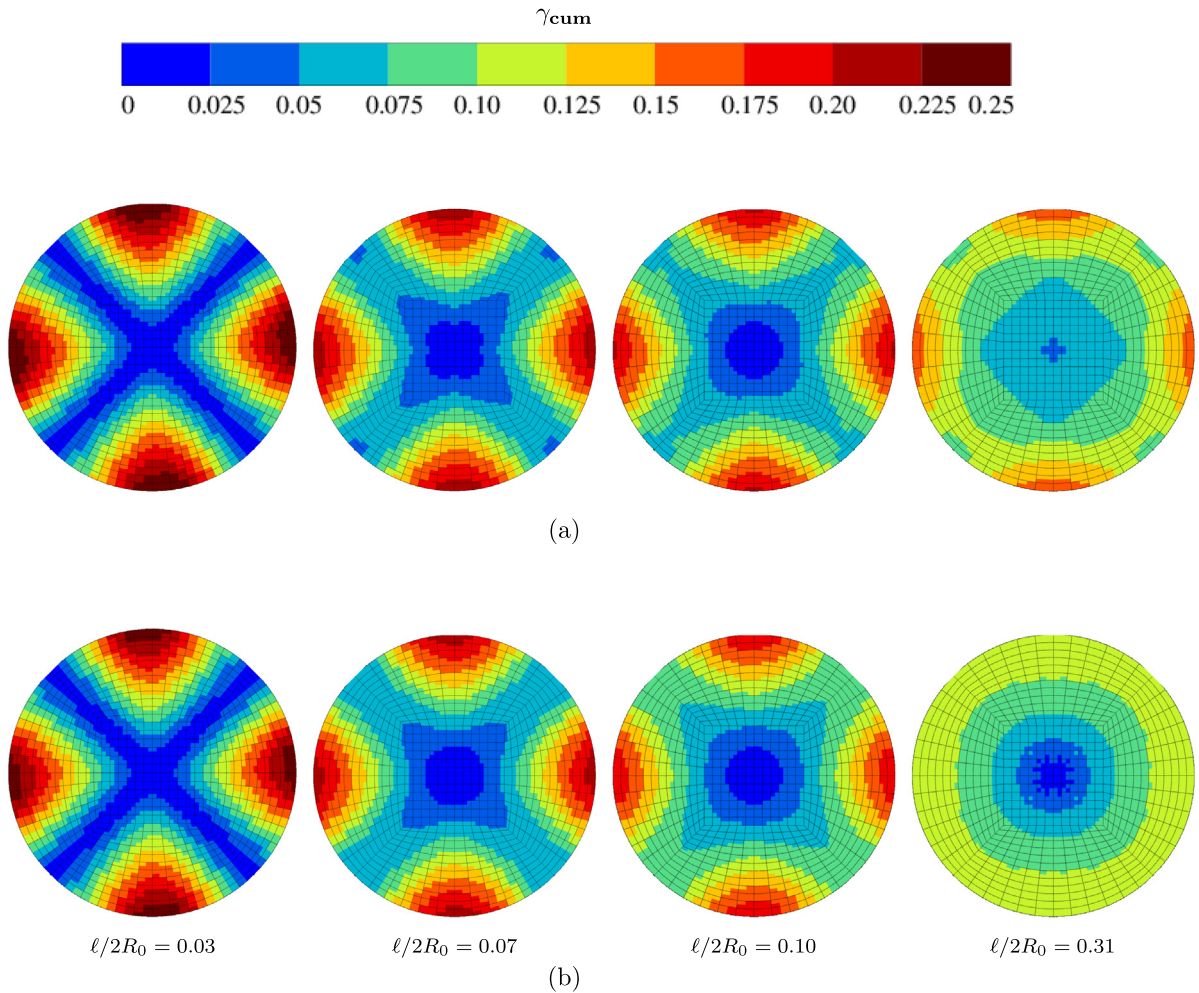 γcum
0 0.025 0.05 0.075 0.10 0.125 0.15 0.175 0.20 0.225 0.25
(a)
ℓ/2R₀ = 0.03 ℓ/2R₀ = 0.07 ℓ/2R₀ = 0.10 ℓ/2R₀ = 0.31
(b)